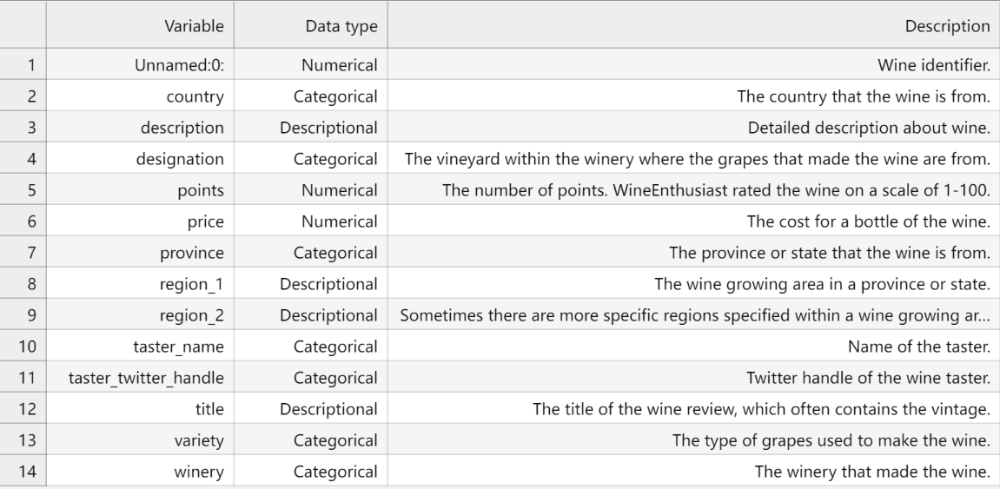 Variable Data type Description
1 Unnamed:0: Numerical Wine identifier.
2 country Categorical The country that the wine is from.
3 description Descriptional Detailed description about wine.
4 designation Categorical The vineyard within the winery where the grapes that made the wine are from.
5 points Numerical The number of points. WineEnthusiast rated the wine on a scale of 1-100.
6 price Numerical The cost for a bottle of the wine.
7 province Categorical The province or state that the wine is from.
8 region_1 Descriptional The wine growing area in a province or state.
9 region_2 Descriptional Sometimes there are more specific regions specified within a wine growing ar...
10 taster_name Categorical Name of the taster.
11 taster_twitter_handle Categorical Twitter handle of the wine taster.
12 title Descriptional The title of the wine review, which often contains the vintage.
13 variety Categorical The type of grapes used to make the wine.
14 winery Categorical The winery that made the wine.